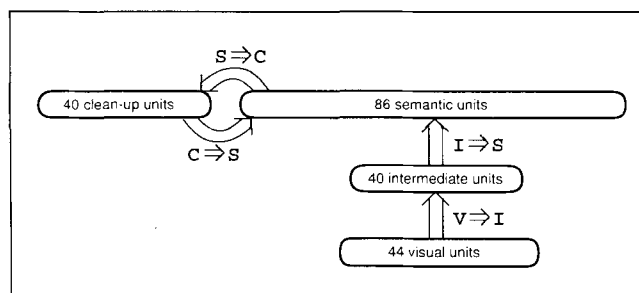 S⇒C
40 clean-up units
86 semantic units
C⇒S
I⇒S
40 intermediate units
V⇒I
44 visual units